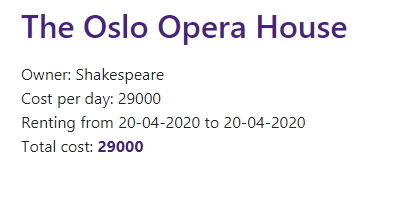 The Oslo Opera House
Owner: Shakespeare
Cost per day: 29000
Renting from 20-04-2020 to 20-04-2020
Total cost: 29000